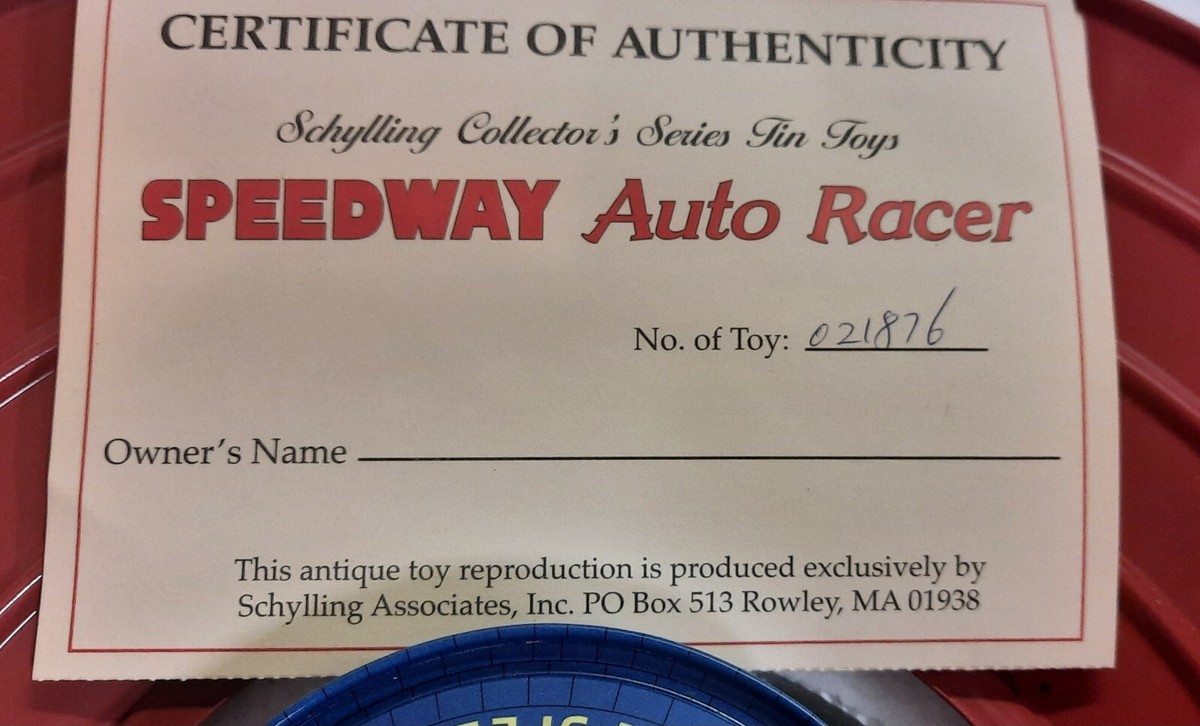 CERTIFICATE OF AUTHENTICITY
Schylling Collector's Series Tin Toys
SPEEDWAY Auto Racer
No. of Toy: 021876
Owner's Name
This antique toy reproduction is produced exclusively by
Schylling Associates, Inc. PO Box 513 Rowley, MA 01938